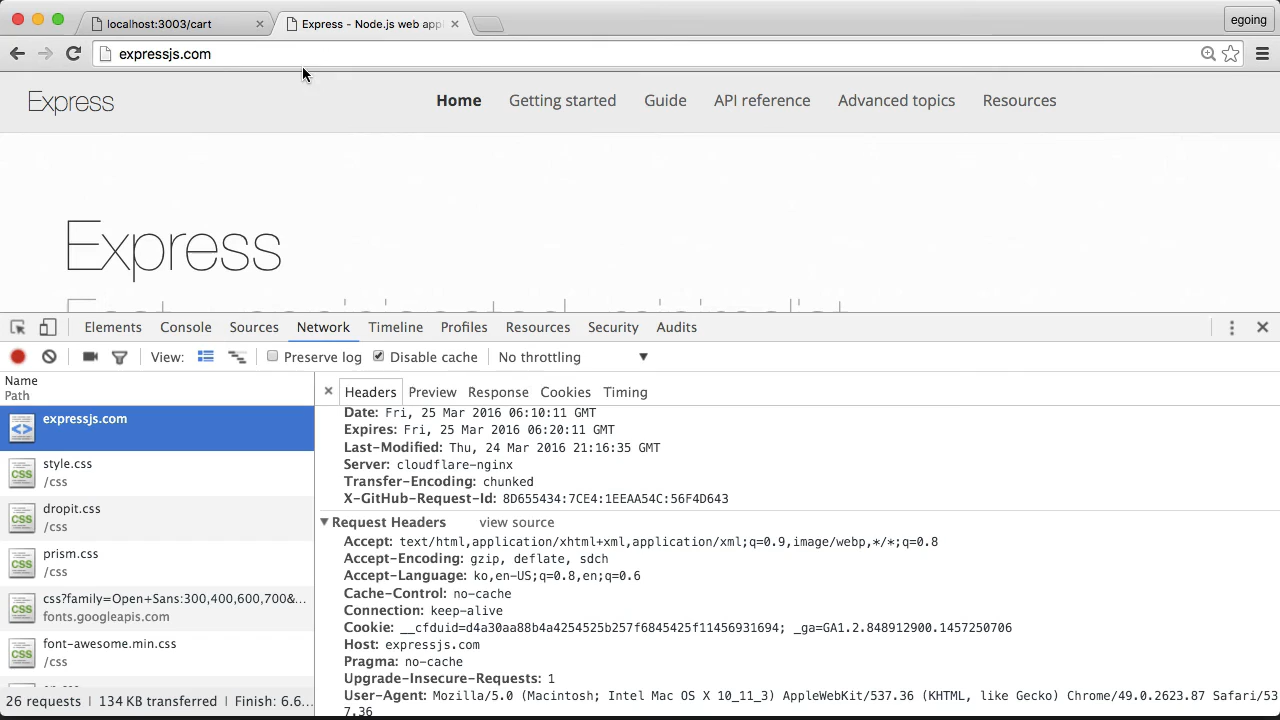 localhost:3003/cart
Express - Node.js web appl
egoing
expressjs.com
Express
Home Getting started Guide API reference Advanced topics Resources
Express
Elements Console Sources Network Timeline Profiles Resources Security Audits
View: Preserve log Disable cache No throttling
Name
Path
expressjs.com
style.css
/css
dropit.css
/css
prism.css
/css
css?family=Open+Sans:300,400,600,700&...
fonts.googleapis.com
font-awesome.min.css
/css
26 requests | 134 KB transferred | Finish: 6.6...
Headers Preview Response Cookies Timing
Date: Fri, 25 Mar 2016 06:10:11 GMT
Expires: Fri, 25 Mar 2016 06:20:11 GMT
Last-Modified: Thu, 24 Mar 2016 21:16:35 GMT
Server: cloudflare-nginx
Transfer-Encoding: chunked
X-GitHub-Request-Id: 8D655434:7CE4:1EEAA54C:56F4D643
Request Headers view source
Accept: text/html,application/xhtml+xml,application/xml;q=0.9,image/webp,*/*;q=0.8
Accept-Encoding: gzip, deflate, sdch
Accept-Language: ko,en-US;q=0.8,en;q=0.6
Cache-Control: no-cache
Connection: keep-alive
Cookie: __cfduid=d4a30aa88b4a4254525b257f6845425f11456931694; _ga=GA1.2.848912900.1457250706
Host: expressjs.com
Pragma: no-cache
Upgrade-Insecure-Requests: 1
User-Agent: Mozilla/5.0 (Macintosh; Intel Mac OS X 10_11_3) AppleWebKit/537.36 (KHTML, like Gecko) Chrome/49.0.2623.87 Safari/53
7.36